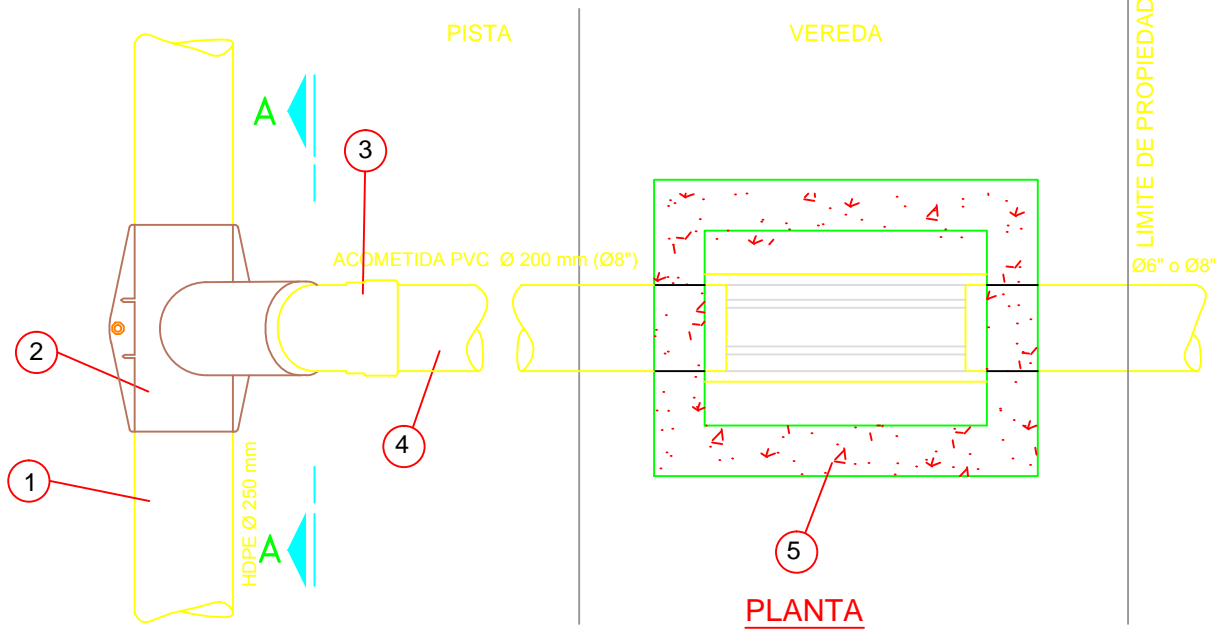 PISTA
VEREDA
LIMITE DE PROPIEDAD
A
3
ACOMETIDA PVC Ø 200 mm (Ø8")
Ø6" o Ø8"
2
4
1
HDPE Ø 250 mm
A
5
PLANTA